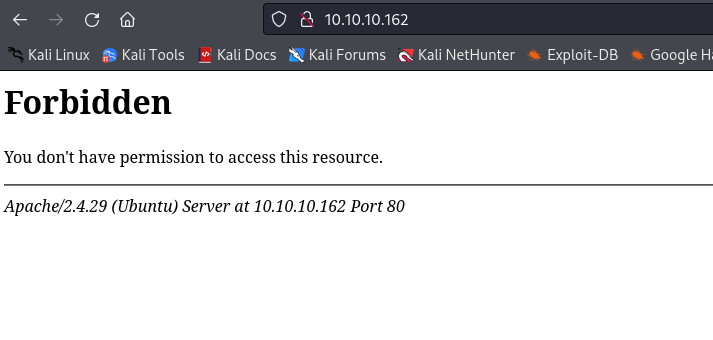 10.10.10.162
Kali Linux Kali Tools Kali Docs Kali Forums Kali NetHunter Exploit-DB Google Ha
Forbidden
You don't have permission to access this resource.
Apache/2.4.29 (Ubuntu) Server at 10.10.10.162 Port 80